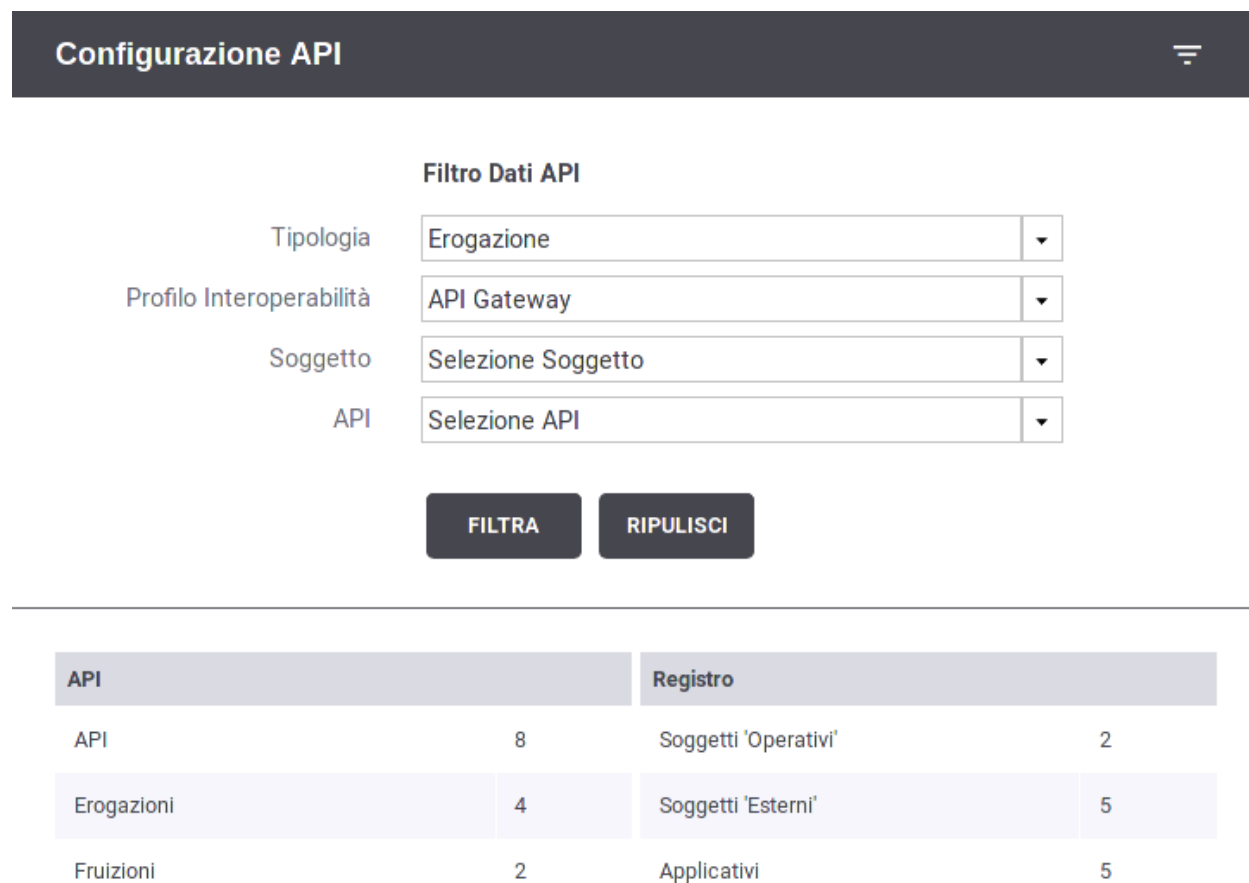 Configurazione API
Filtro Dati API
Tipologia Erogazione
Profilo Interoperabilità API Gateway
Soggetto Selezione Soggetto
API Selezione API
FILTRA RIPULISCI
API Registro
API 8 Soggetti 'Operativi' 2
Erogazioni 4 Soggetti 'Esterni' 5
Fruizioni 2 Applicativi 5